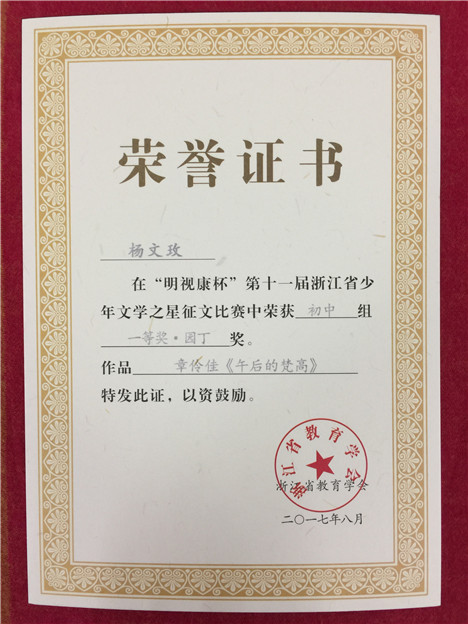 荣誉证书
杨文玫
在“明视康杯”第十一届浙江省少
年文学之星征文比赛中荣获 初中 组
一等奖·园丁 奖。
作品 章伶佳《午后的梵高》
特发此证，以资鼓励。
浙江省教育学会
浙江省教育学会
二〇一七年八月